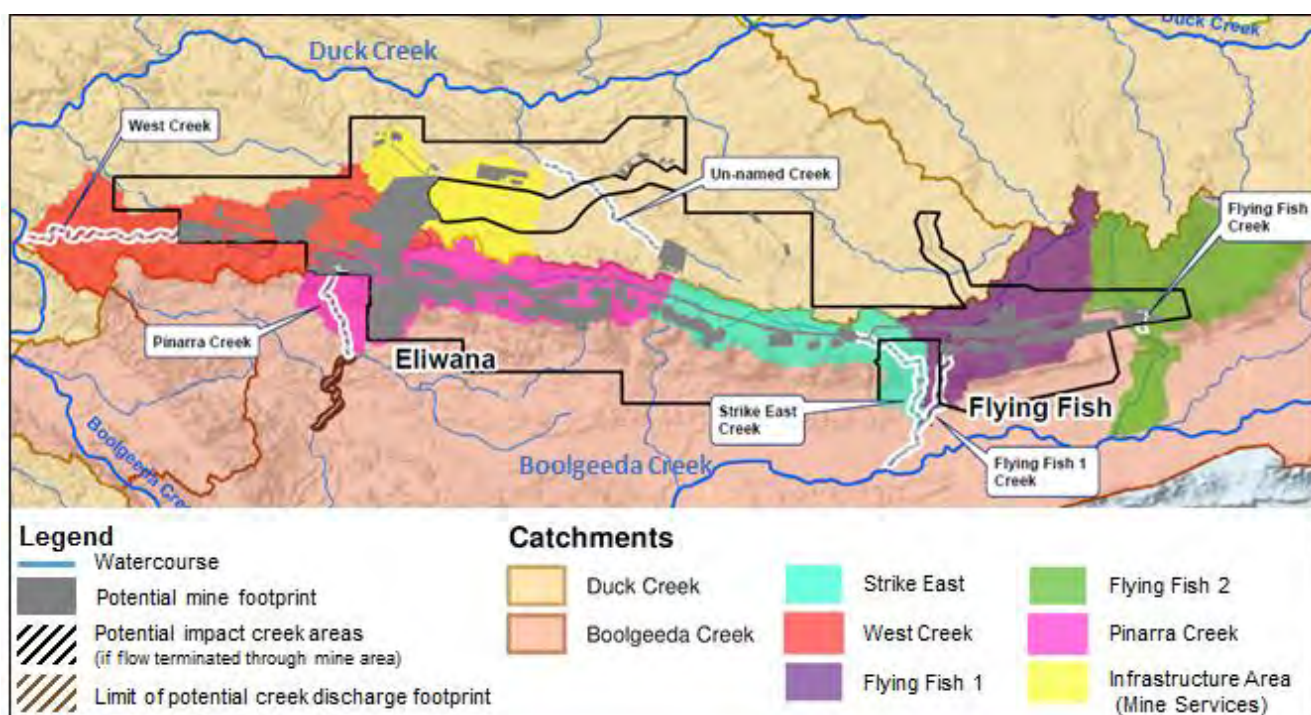 Duck Creek
Duck Creek
West Creek
Un-named Creek
Flying Fish
Creek
Pinarra Creek
Eliwana
Strike East
Creek
Flying Fish
Boolgeeda Cree
Boolgeeda Creek
Flying Fish 1
Creek
Legend
Watercourse
Potential mine footprint
Potential impact creek areas
(if flow terminated through mine area)
Limit of potential creek discharge footprint
Catchments
Duck Creek
Boolgeeda Creek
Strike East
West Creek
Flying Fish 1
Flying Fish 2
Pinarra Creek
Infrastructure Area
(Mine Services)